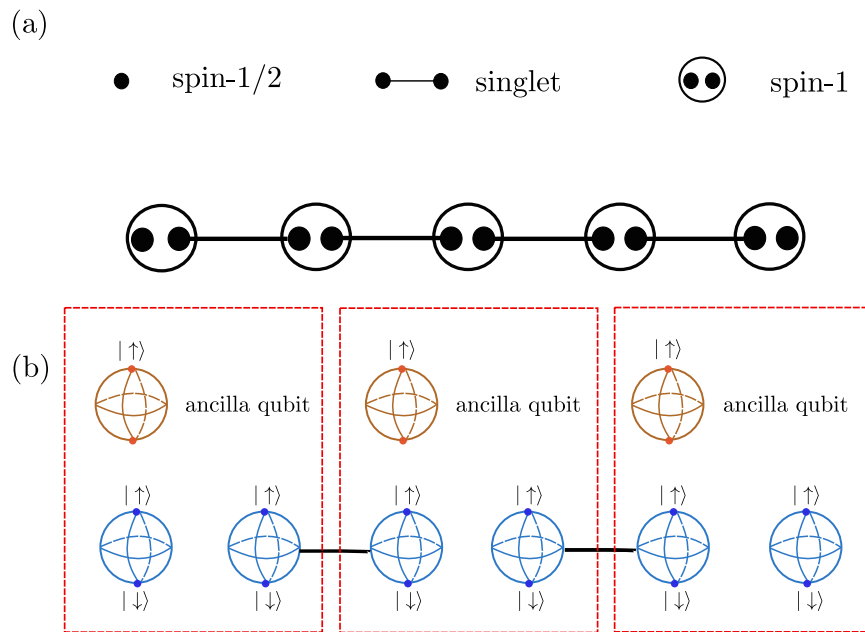 (a)
spin-1/2 singlet spin-1
(b)
| ↑⟩ | ↑⟩ | ↑⟩
ancilla qubit ancilla qubit ancilla qubit
| ↑⟩ | ↑⟩ | ↑⟩ | ↑⟩ | ↑⟩ | ↑⟩
| ↓⟩ | ↓⟩ | ↓⟩ | ↓⟩ | ↓⟩ | ↓⟩